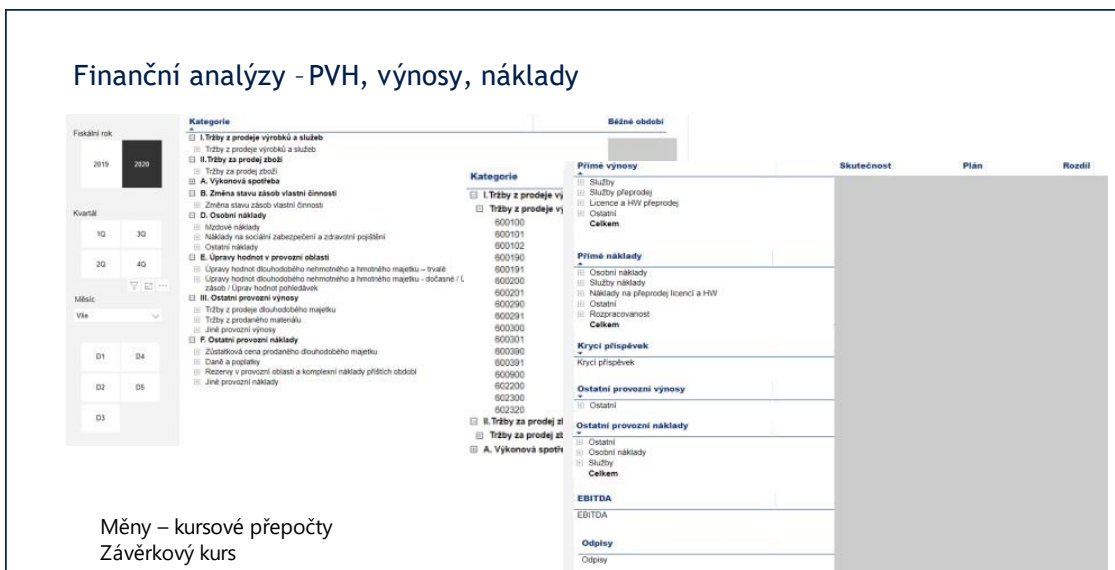 Finanční analýzy – PVH, výnosy, náklady
Fiskální rok
2019
2020
Kvartál
1Q
3Q
2Q
4Q
Měsíc
Vše
D1
D4
D2
D5
D3
Kategorie
Běžné období
I.Tržby z prodeje výrobků a služeb
Tržby z prodeje výrobků a služeb
II.Tržby za prodej zboží
Tržby za prodej zboží
A. Výkonová spotřeba
B. Změna stavu zásob vlastní činnosti
Změna stavu zásob vlastní činnosti
D. Osobní náklady
Mzdové náklady
Náklady na sociální zabezpečení a zdravotní pojištění
Ostatní náklady
E. Úpravy hodnot v provozní oblasti
Úpravy hodnot dlouhodobého nehmotného a hmotného majetku – trvalé
Úpravy hodnot dlouhodobého nehmotného a hmotného majetku - dočasné / Ú
zásob / Úprav hodnot pohledávek
III. Ostatní provozní výnosy
Tržby z prodeje dlouhodobého majetku
Tržby z prodaného materiálu
Jiné provozní výnosy
F. Ostatní provozní náklady
Zůstatková cena prodaného dlouhodobého majetku
Daně a poplatky
Rezervy v provozní oblasti a komplexní náklady příštích období
Jiné provozní náklady
Kategorie
I.Tržby z prodeje vý
Tržby z prodeje vý
600100
600101
600102
600190
600191
600200
600201
600290
600291
600300
600301
600390
600391
600900
602200
602300
602320
II.Tržby za prodej zb
Tržby za prodej zb
A. Výkonová spotře
Přímé výnosy
Skutečnost
Plán
Rozdíl
Služby
Služby přeprodej
Licence a HW přeprodej
Ostatní
Celkem
Přímé náklady
Osobní náklady
Služby náklady
Náklady na přeprodej licencí a HW
Ostatní
Rozpracovanost
Celkem
Krycí příspěvek
Krycí příspěvek
Ostatní provozní výnosy
Ostatní
Ostatní provozní náklady
Ostatní
Osobní náklady
Služby
Celkem
EBITDA
EBITDA
Odpisy
Odpisy
Měny – kursové přepočty
Závěrkový kurs